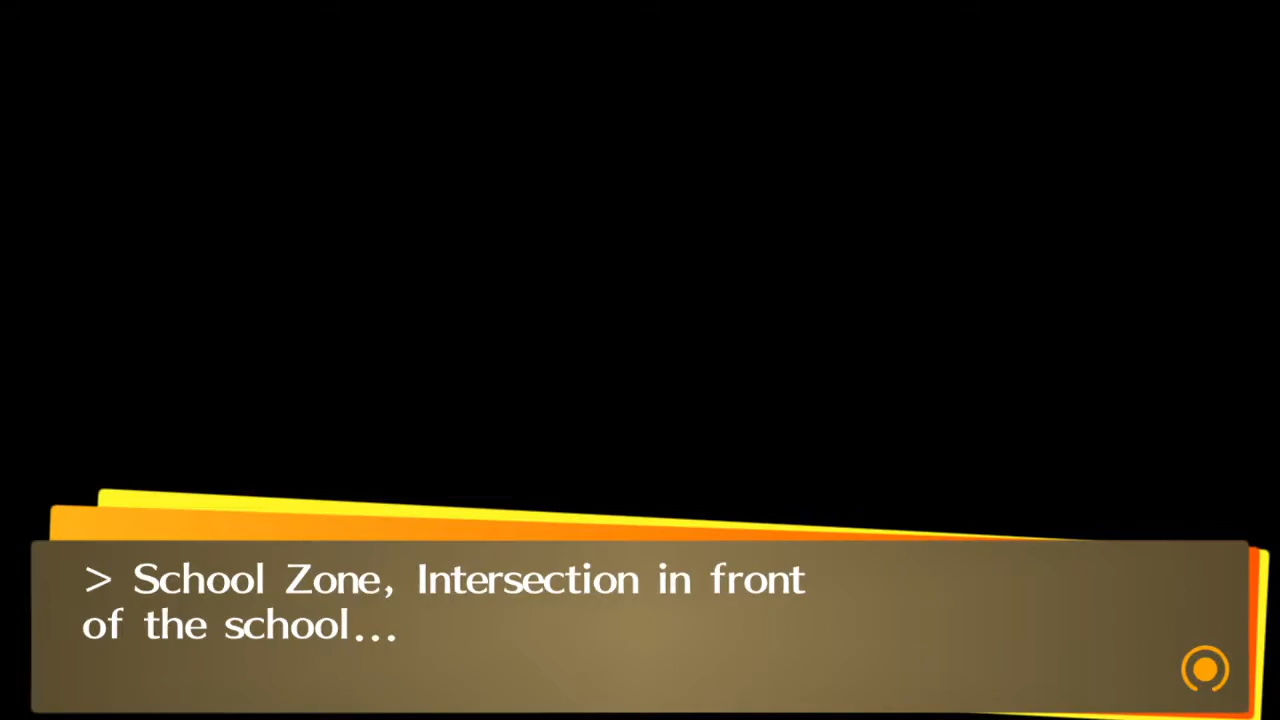 > School Zone, Intersection in front
of the school...